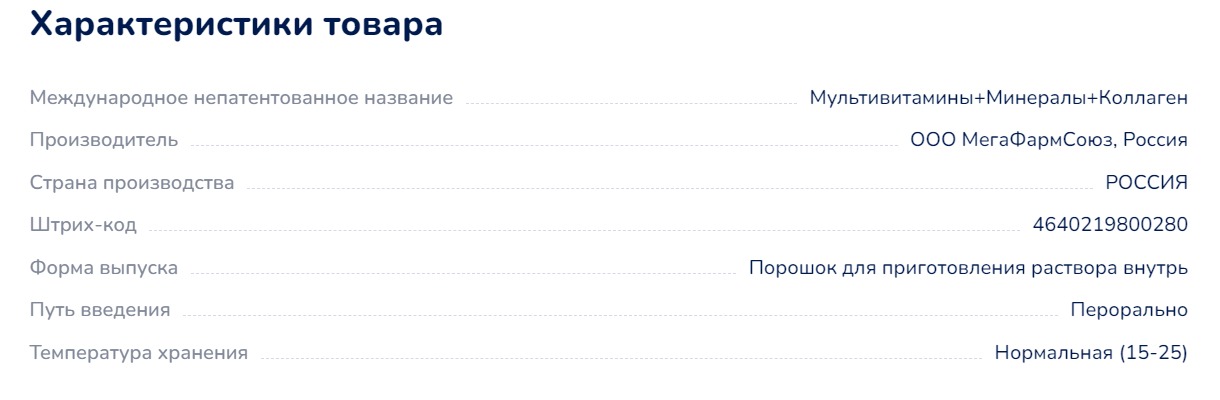 Характеристики товара
Международное непатентованное название Мультивитамины+Минералы+Коллаген
Производитель ООО МегаФармСоюз, Россия
Страна производства РОССИЯ
Штрих-код 4640219800280
Форма выпуска Порошок для приготовления раствора внутрь
Путь введения Перорально
Температура хранения Нормальная (15-25)